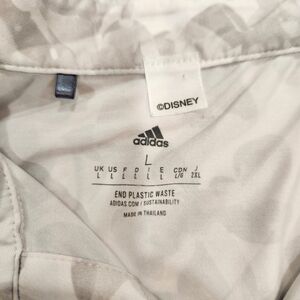 ©DISNEY
adidas
L
UK US F D I E CDN J
L L L L L L L/G 2XL
END PLASTIC WASTE
ADIDAS.COM / SUSTAINABILITY
MADE IN THAILAND